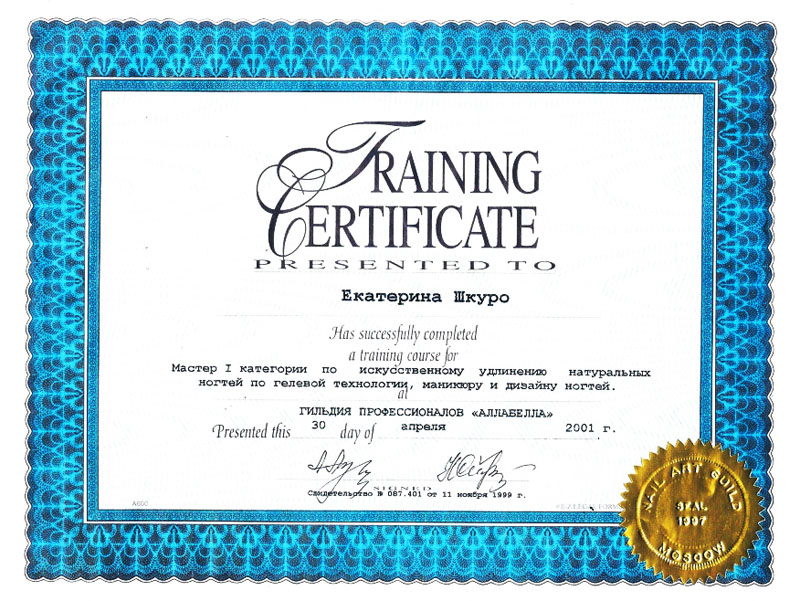 TRAINING
CERTIFICATE
PRESENTED TO
Екатерина Шкуро
Has successfully completed
a training course for
Мастер I категории по искусственному удлинению натуральных
ногтей по гелевой технологии, маникюру и дизайну ногтей.
at
ГИЛЬДИЯ ПРОФЕССИОНАЛОВ «АЛЛАБЕЛЛА»
Presented this 30 day of апреля 2001 г.
SIGNED
Свидетельство № 087.401 от 11 ноября 1999 г.
NAIL ART GUILD
SEAL
1997
MOSCOW